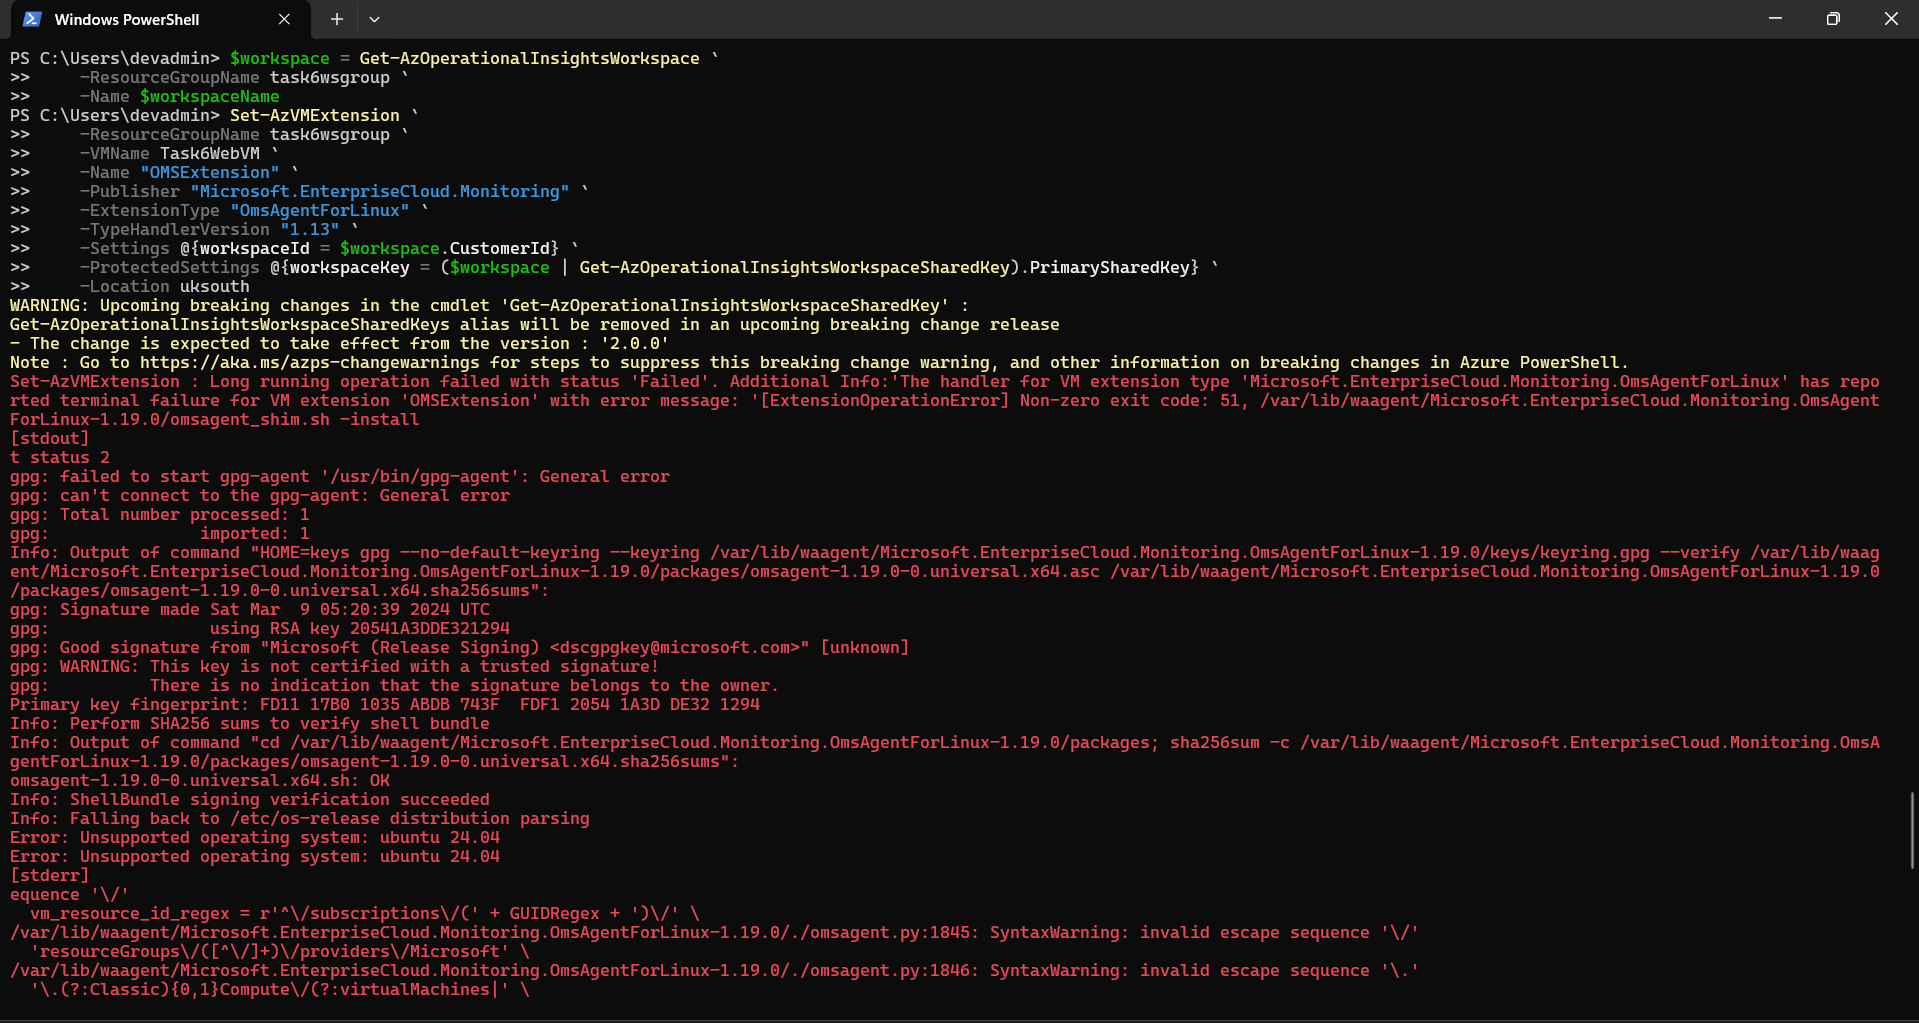 Windows PowerShell
PS C:\Users\devadmin> $workspace = Get-AzOperationalInsightsWorkspace `
>>     -ResourceGroupName task6wsgroup `
>>     -Name $workspaceName
PS C:\Users\devadmin> Set-AzVMExtension `
>>     -ResourceGroupName task6wsgroup `
>>     -VMName Task6WebVM `
>>     -Name "OMSExtension" `
>>     -Publisher "Microsoft.EnterpriseCloud.Monitoring" `
>>     -ExtensionType "OmsAgentForLinux" `
>>     -TypeHandlerVersion "1.13" `
>>     -Settings @{workspaceId = $workspace.CustomerId} `
>>     -ProtectedSettings @{workspaceKey = ($workspace | Get-AzOperationalInsightsWorkspaceSharedKey).PrimarySharedKey} `
>>     -Location uksouth
WARNING: Upcoming breaking changes in the cmdlet 'Get-AzOperationalInsightsWorkspaceSharedKey' :
Get-AzOperationalInsightsWorkspaceSharedKeys alias will be removed in an upcoming breaking change release
- The change is expected to take effect from the version : '2.0.0'
Note : Go to https://aka.ms/azps-changewarnings for steps to suppress this breaking change warning, and other information on breaking changes in Azure PowerShell.
Set-AzVMExtension : Long running operation failed with status 'Failed'. Additional Info:'The handler for VM extension type 'Microsoft.EnterpriseCloud.Monitoring.OmsAgentForLinux' has repo
rted terminal failure for VM extension 'OMSExtension' with error message: '[ExtensionOperationError] Non-zero exit code: 51, /var/lib/waagent/Microsoft.EnterpriseCloud.Monitoring.OmsAgent
ForLinux-1.19.0/omsagent_shim.sh -install
[stdout]
t status 2
gpg: failed to start gpg-agent '/usr/bin/gpg-agent': General error
gpg: can't connect to the gpg-agent: General error
gpg: Total number processed: 1
gpg:               imported: 1
Info: Output of command "HOME=keys gpg --no-default-keyring --keyring /var/lib/waagent/Microsoft.EnterpriseCloud.Monitoring.OmsAgentForLinux-1.19.0/keys/keyring.gpg --verify /var/lib/waag
ent/Microsoft.EnterpriseCloud.Monitoring.OmsAgentForLinux-1.19.0/packages/omsagent-1.19.0-0.universal.x64.asc /var/lib/waagent/Microsoft.EnterpriseCloud.Monitoring.OmsAgentForLinux-1.19.0
/packages/omsagent-1.19.0-0.universal.x64.sha256sums":
gpg: Signature made Sat Mar  9 05:20:39 2024 UTC
gpg:                using RSA key 20541A3DDE321294
gpg: Good signature from "Microsoft (Release Signing) <dscgpgkey@microsoft.com>" [unknown]
gpg: WARNING: This key is not certified with a trusted signature!
gpg:          There is no indication that the signature belongs to the owner.
Primary key fingerprint: FD11 17B0 1035 ABDB 743F  FDF1 2054 1A3D DE32 1294
Info: Perform SHA256 sums to verify shell bundle
Info: Output of command "cd /var/lib/waagent/Microsoft.EnterpriseCloud.Monitoring.OmsAgentForLinux-1.19.0/packages; sha256sum -c /var/lib/waagent/Microsoft.EnterpriseCloud.Monitoring.OmsA
gentForLinux-1.19.0/packages/omsagent-1.19.0-0.universal.x64.sha256sums":
omsagent-1.19.0-0.universal.x64.sh: OK
Info: ShellBundle signing verification succeeded
Info: Falling back to /etc/os-release distribution parsing
Error: Unsupported operating system: ubuntu 24.04
Error: Unsupported operating system: ubuntu 24.04
[stderr]
equence '\/'
  vm_resource_id_regex = r'^\/subscriptions\/(' + GUIDRegex + ')\/' \
/var/lib/waagent/Microsoft.EnterpriseCloud.Monitoring.OmsAgentForLinux-1.19.0/./omsagent.py:1845: SyntaxWarning: invalid escape sequence '\/'
  'resourceGroups\/([^\/]+)\/providers\/Microsoft' \
/var/lib/waagent/Microsoft.EnterpriseCloud.Monitoring.OmsAgentForLinux-1.19.0/./omsagent.py:1846: SyntaxWarning: invalid escape sequence '\.'
  '\.(?:Classic){0,1}Compute\/(?:virtualMachines|' \